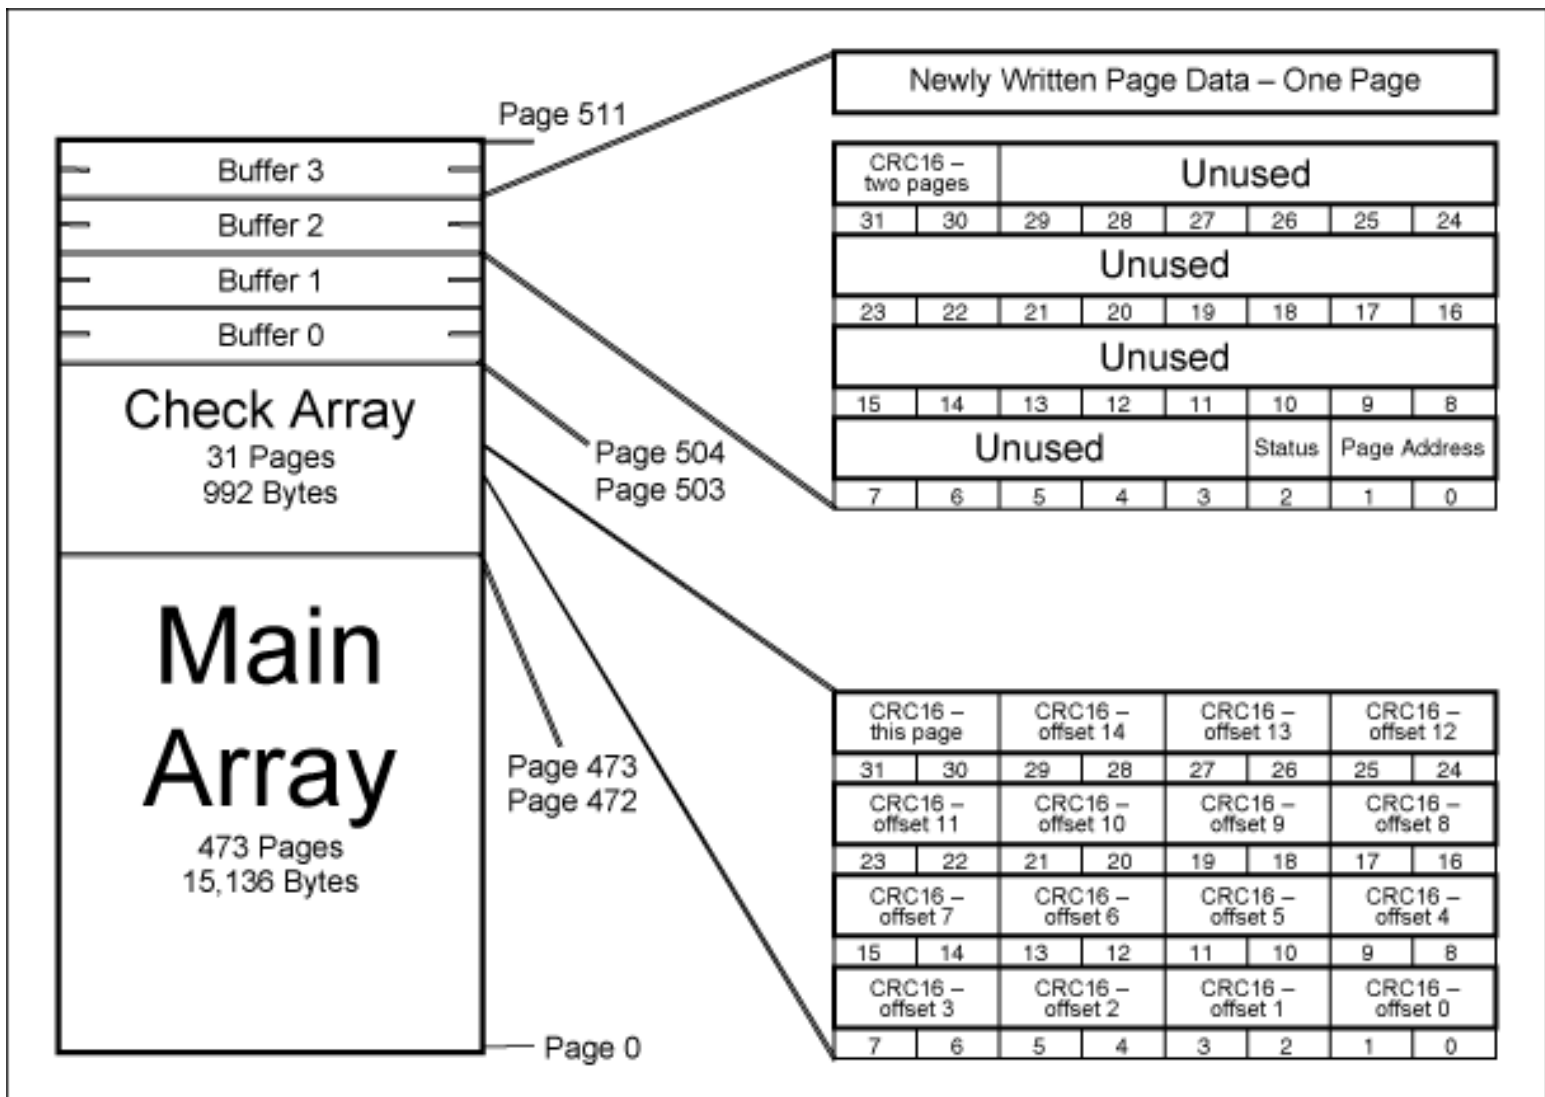 Page 511
Buffer 3
Buffer 2
Buffer 1
Buffer 0
Check Array
31 Pages
992 Bytes
Page 504
Page 503
Main
Array
473 Pages
15,136 Bytes
Page 473
Page 472
Page 0
Newly Written Page Data – One Page
CRC16 –
two pages
Unused
31 30 29 28 27 26 25 24
Unused
23 22 21 20 19 18 17 16
Unused
15 14 13 12 11 10 9 8
Unused Status Page Address
7 6 5 4 3 2 1 0
CRC16 – CRC16 – CRC16 – CRC16 –
this page offset 14 offset 13 offset 12
31 30 29 28 27 26 25 24
CRC16 – CRC16 – CRC16 – CRC16 –
offset 11 offset 10 offset 9 offset 8
23 22 21 20 19 18 17 16
CRC16 – CRC16 – CRC16 – CRC16 –
offset 7 offset 6 offset 5 offset 4
15 14 13 12 11 10 9 8
CRC16 – CRC16 – CRC16 – CRC16 –
offset 3 offset 2 offset 1 offset 0
7 6 5 4 3 2 1 0